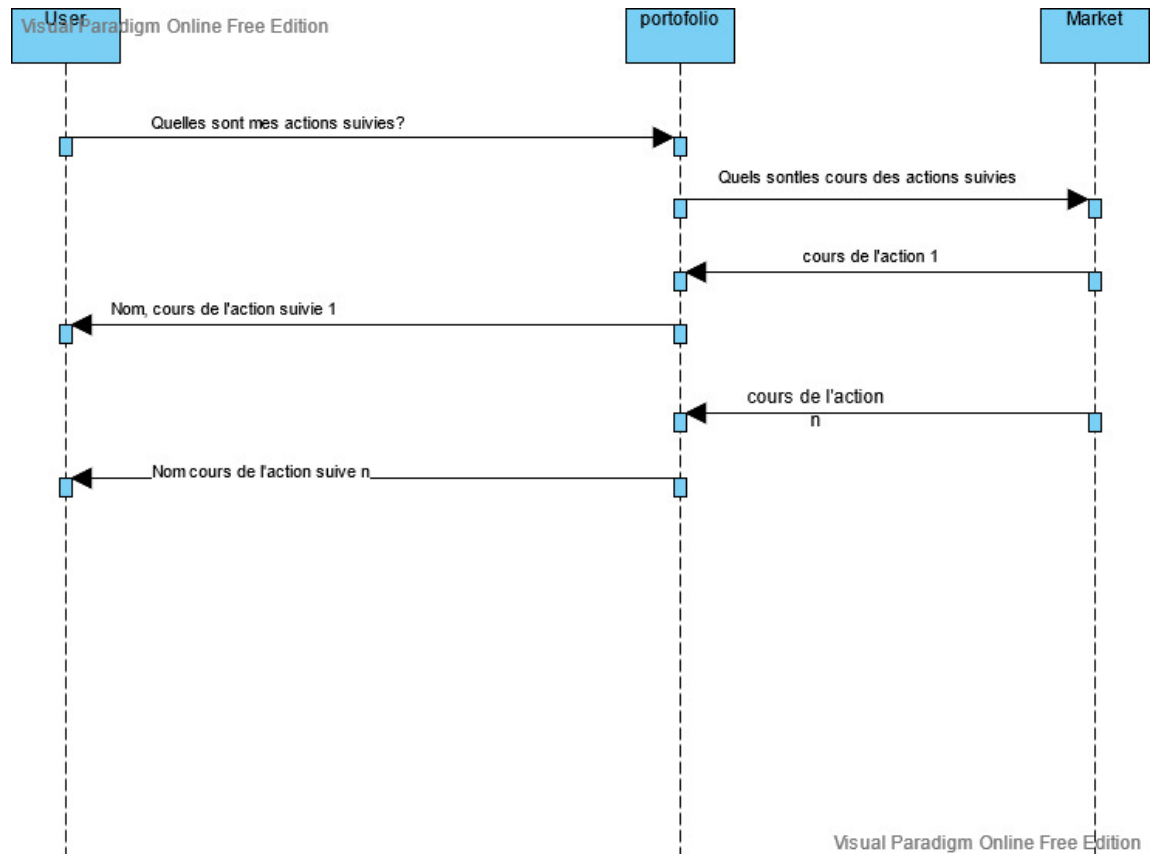 User
Visual Paradigm Online Free Edition
portofolio
Market
Quelles sont mes actions suivies?
Quels sontles cours des actions suivies
cours de l'action 1
Nom, cours de l'action suivie 1
cours de l'action
n
Nom cours de l'action suive n
Visual Paradigm Online Free Edition